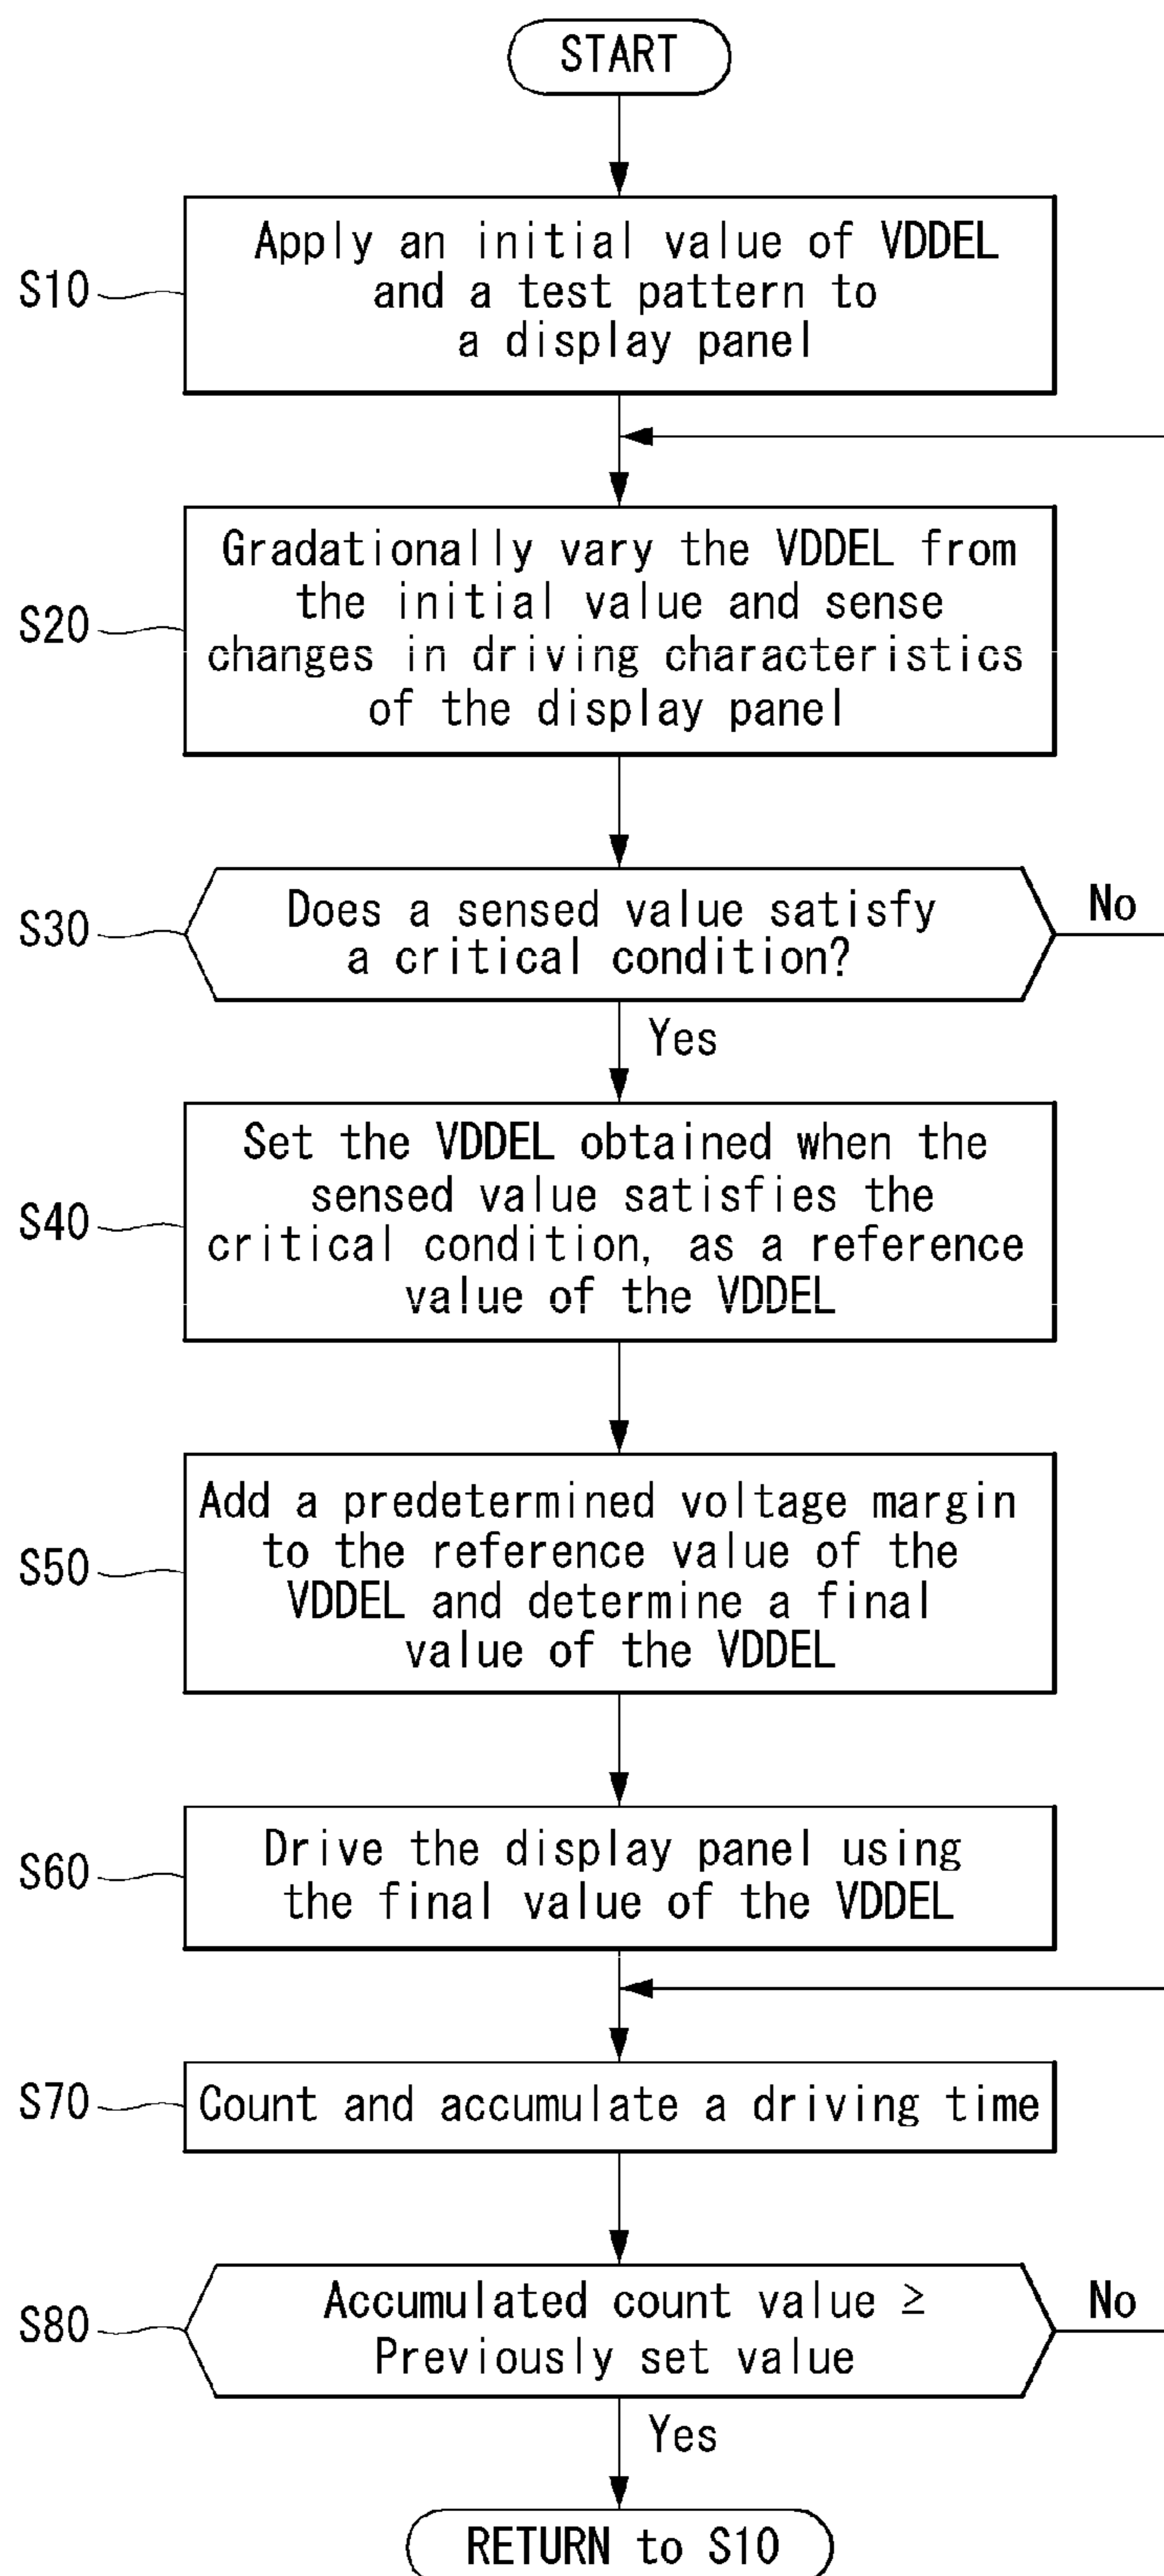 START
S10
Apply an initial value of VDDEL
and a test pattern to
a display panel
S20
Gradationally vary the VDDEL from
the initial value and sense
changes in driving characteristics
of the display panel
S30
Does a sensed value satisfy
a critical condition?
No
Yes
S40
Set the VDDEL obtained when the
sensed value satisfies the
critical condition, as a reference
value of the VDDEL
S50
Add a predetermined voltage margin
to the reference value of the
VDDEL and determine a final
value of the VDDEL
S60
Drive the display panel using
the final value of the VDDEL
S70
Count and accumulate a driving time
S80
Accumulated count value ≥
Previously set value
No
Yes
RETURN to S10